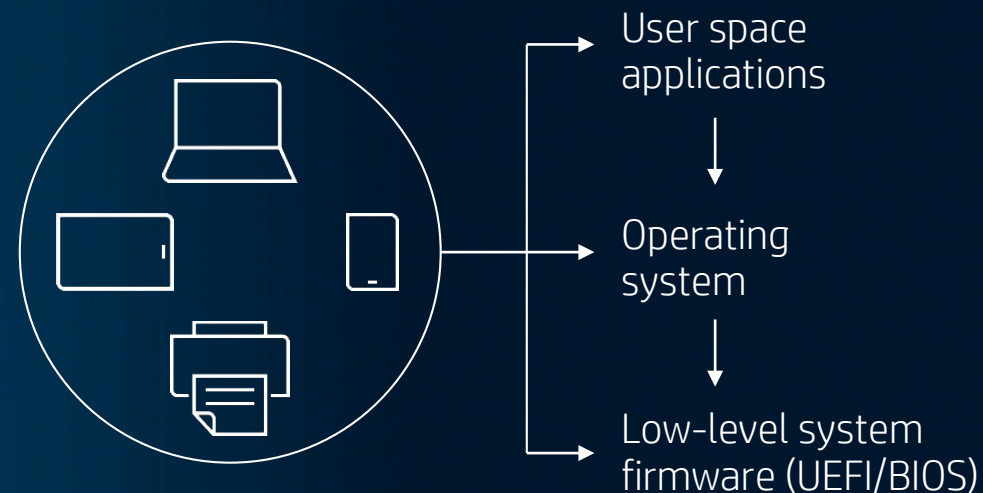 User space
applications
Operating
system
Low-level system
firmware (UEFI/BIOS)